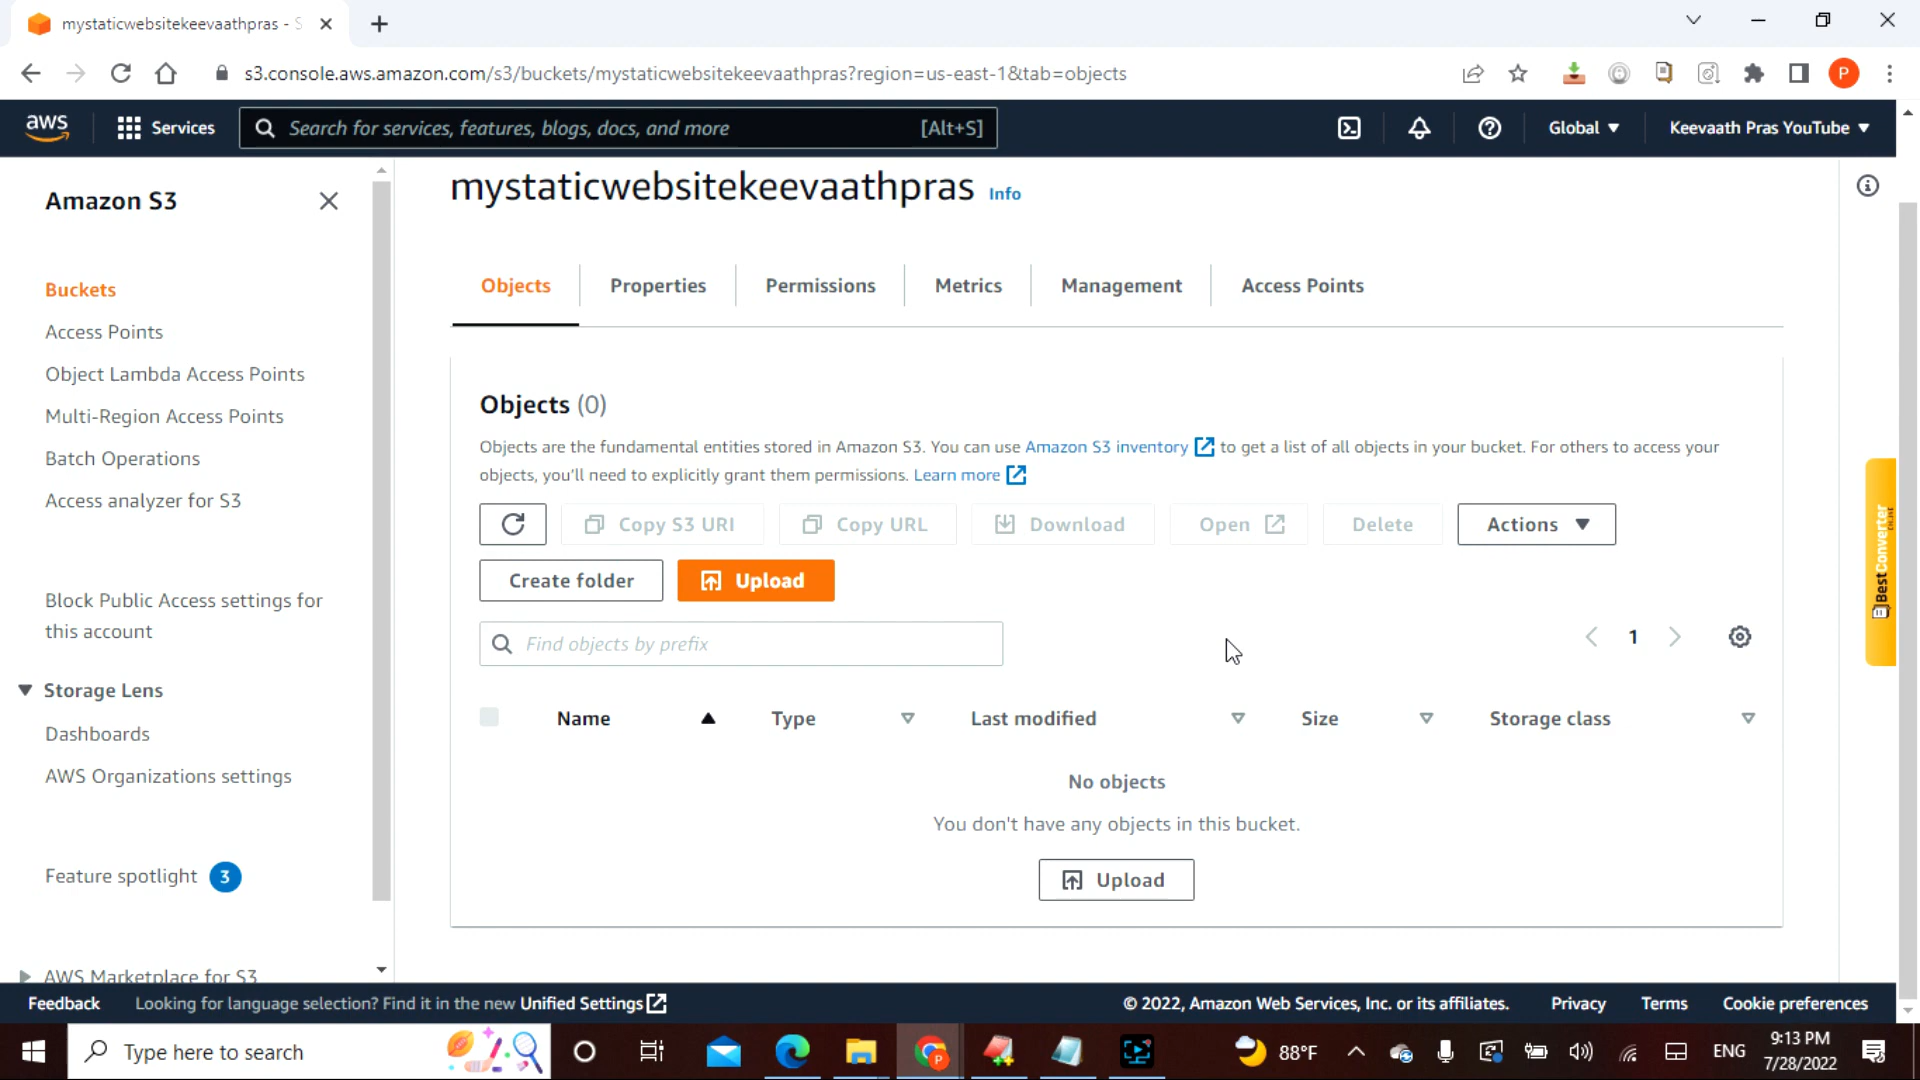 mystaticwebsitekeevaathpras - S
s3.console.aws.amazon.com/s3/buckets/mystaticwebsitekeevaathpras?region=us-east-1&tab=objects
P
aws
Services
Search for services, features, blogs, docs, and more
[Alt+S]
Global
Keevaath Pras YouTube
Amazon S3
Buckets
Access Points
Object Lambda Access Points
Multi-Region Access Points
Batch Operations
Access analyzer for S3
Block Public Access settings for
this account
Storage Lens
Dashboards
AWS Organizations settings
Feature spotlight 3
AWS Marketplace for S3
mystaticwebsitekeevaathpras Info
Objects
Properties
Permissions
Metrics
Management
Access Points
Objects (0)
Objects are the fundamental entities stored in Amazon S3. You can use Amazon S3 inventory to get a list of all objects in your bucket. For others to access your
objects, you'll need to explicitly grant them permissions. Learn more
Copy S3 URI
Copy URL
Download
Open
Delete
Actions
Create folder
Upload
Find objects by prefix
1
Name
Type
Last modified
Size
Storage class
No objects
You don't have any objects in this bucket.
Upload
BestConverter
Feedback
Looking for language selection? Find it in the new Unified Settings
© 2022, Amazon Web Services, Inc. or its affiliates.
Privacy
Terms
Cookie preferences
Type here to search
P
88°F
ENG
9:13 PM
7/28/2022